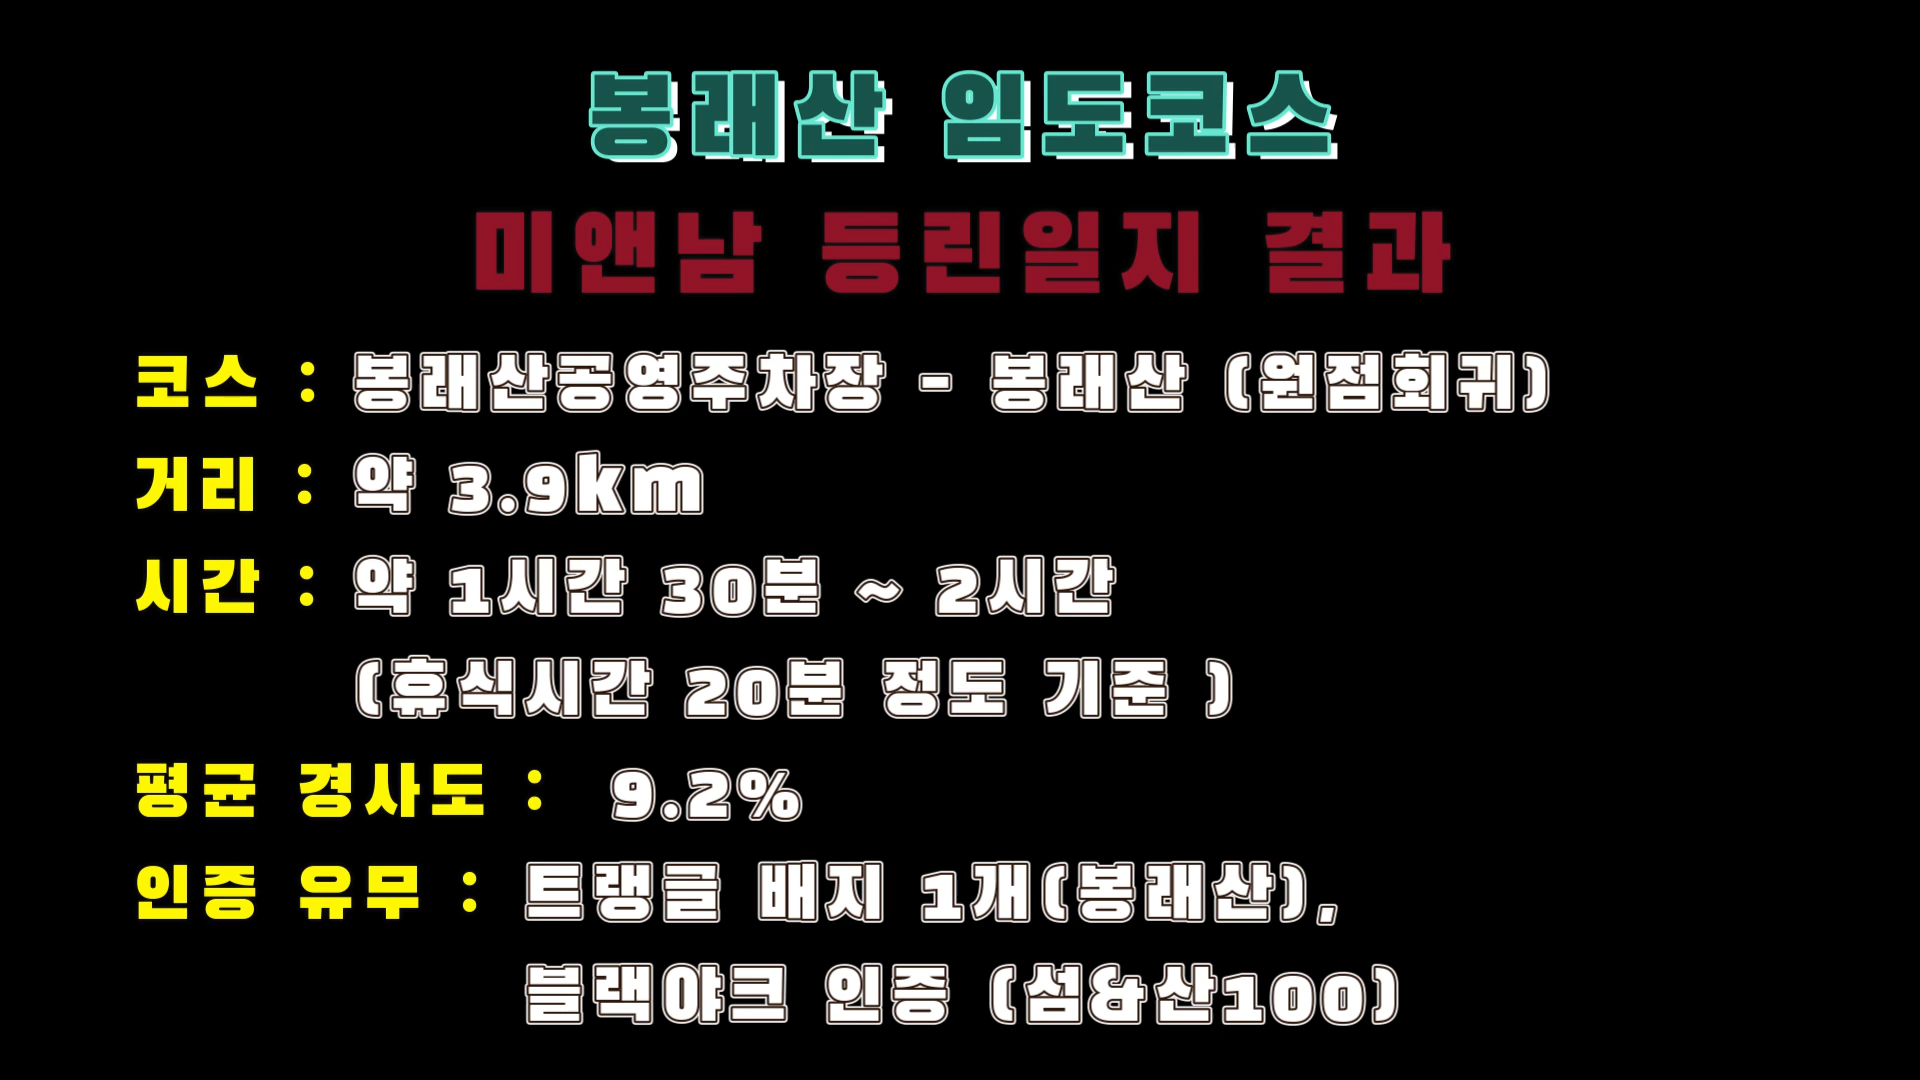 봉래산 임도코스
미앤남 등린일지 결과
코스 : 봉래산공영주차장 - 봉래산 (원점회귀)
거리 : 약 3.9km
시간 : 약 1시간 30분 ~ 2시간
(휴식시간 20분 정도 기준 )
평균 경사도 : 9.2%
인증 유무 : 트랭글 배지 1개(봉래산),
블랙야크 인증 (섬&산100)